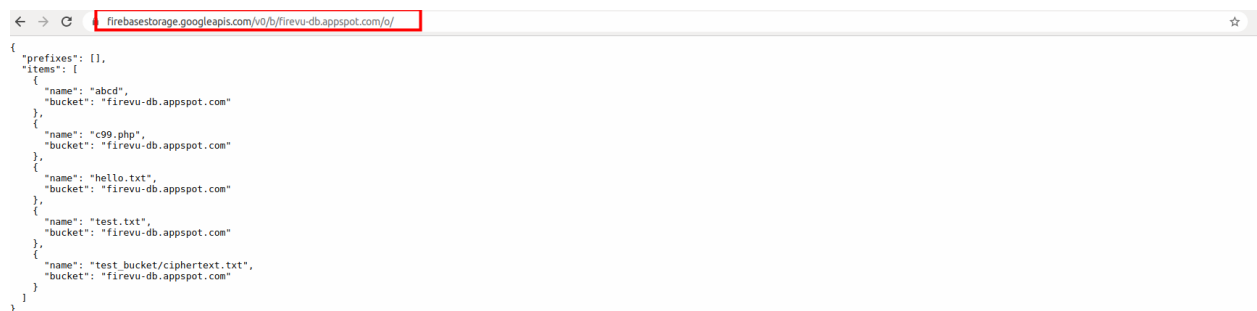 firebasestorage.googleapis.com/v0/b/firevu-db.appspot.com/o/
{
  "prefixes": [],
  "items": [
    {
      "name": "abcd",
      "bucket": "firevu-db.appspot.com"
    },
    {
      "name": "c99.php",
      "bucket": "firevu-db.appspot.com"
    },
    {
      "name": "hello.txt",
      "bucket": "firevu-db.appspot.com"
    },
    {
      "name": "test.txt",
      "bucket": "firevu-db.appspot.com"
    },
    {
      "name": "test_bucket/ciphertext.txt",
      "bucket": "firevu-db.appspot.com"
    }
  ]
}